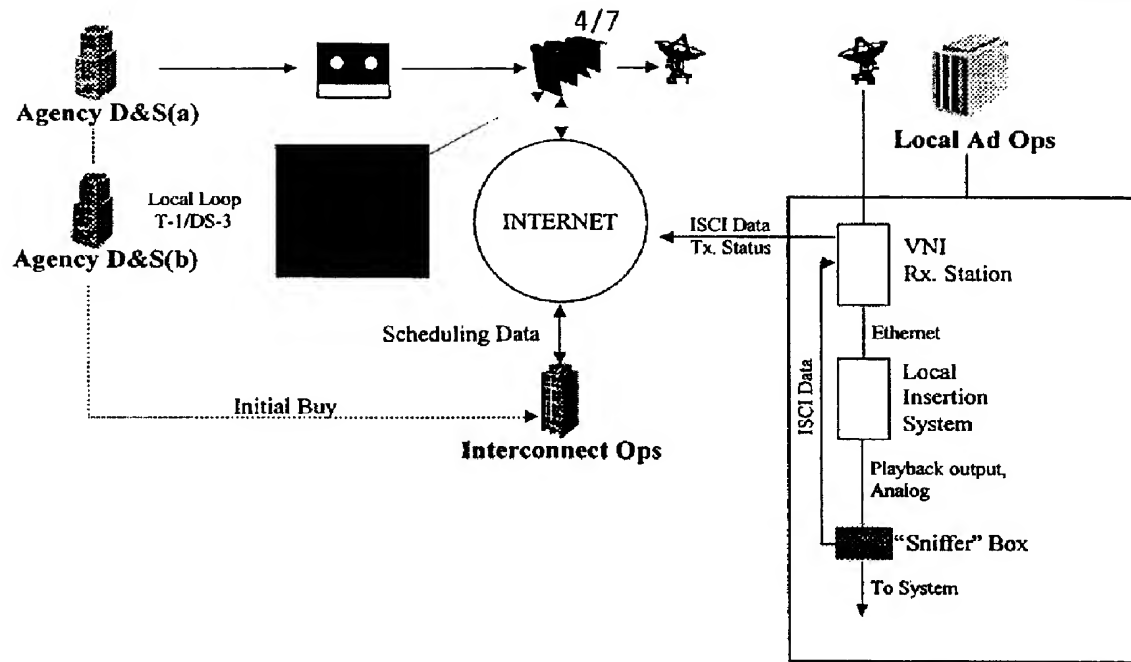 4/7
Agency D&S(a)
Local Ad Ops
Local Loop
T-1/DS-3
Agency D&S(b)
INTERNET
ISCI Data
Tx. Status
VNI
Rx. Station
Scheduling Data
Ethernet
ISCI Data
Local
Insertion
System
Initial Buy
Interconnect Ops
Playback output,
Analog
"Sniffer" Box
To System